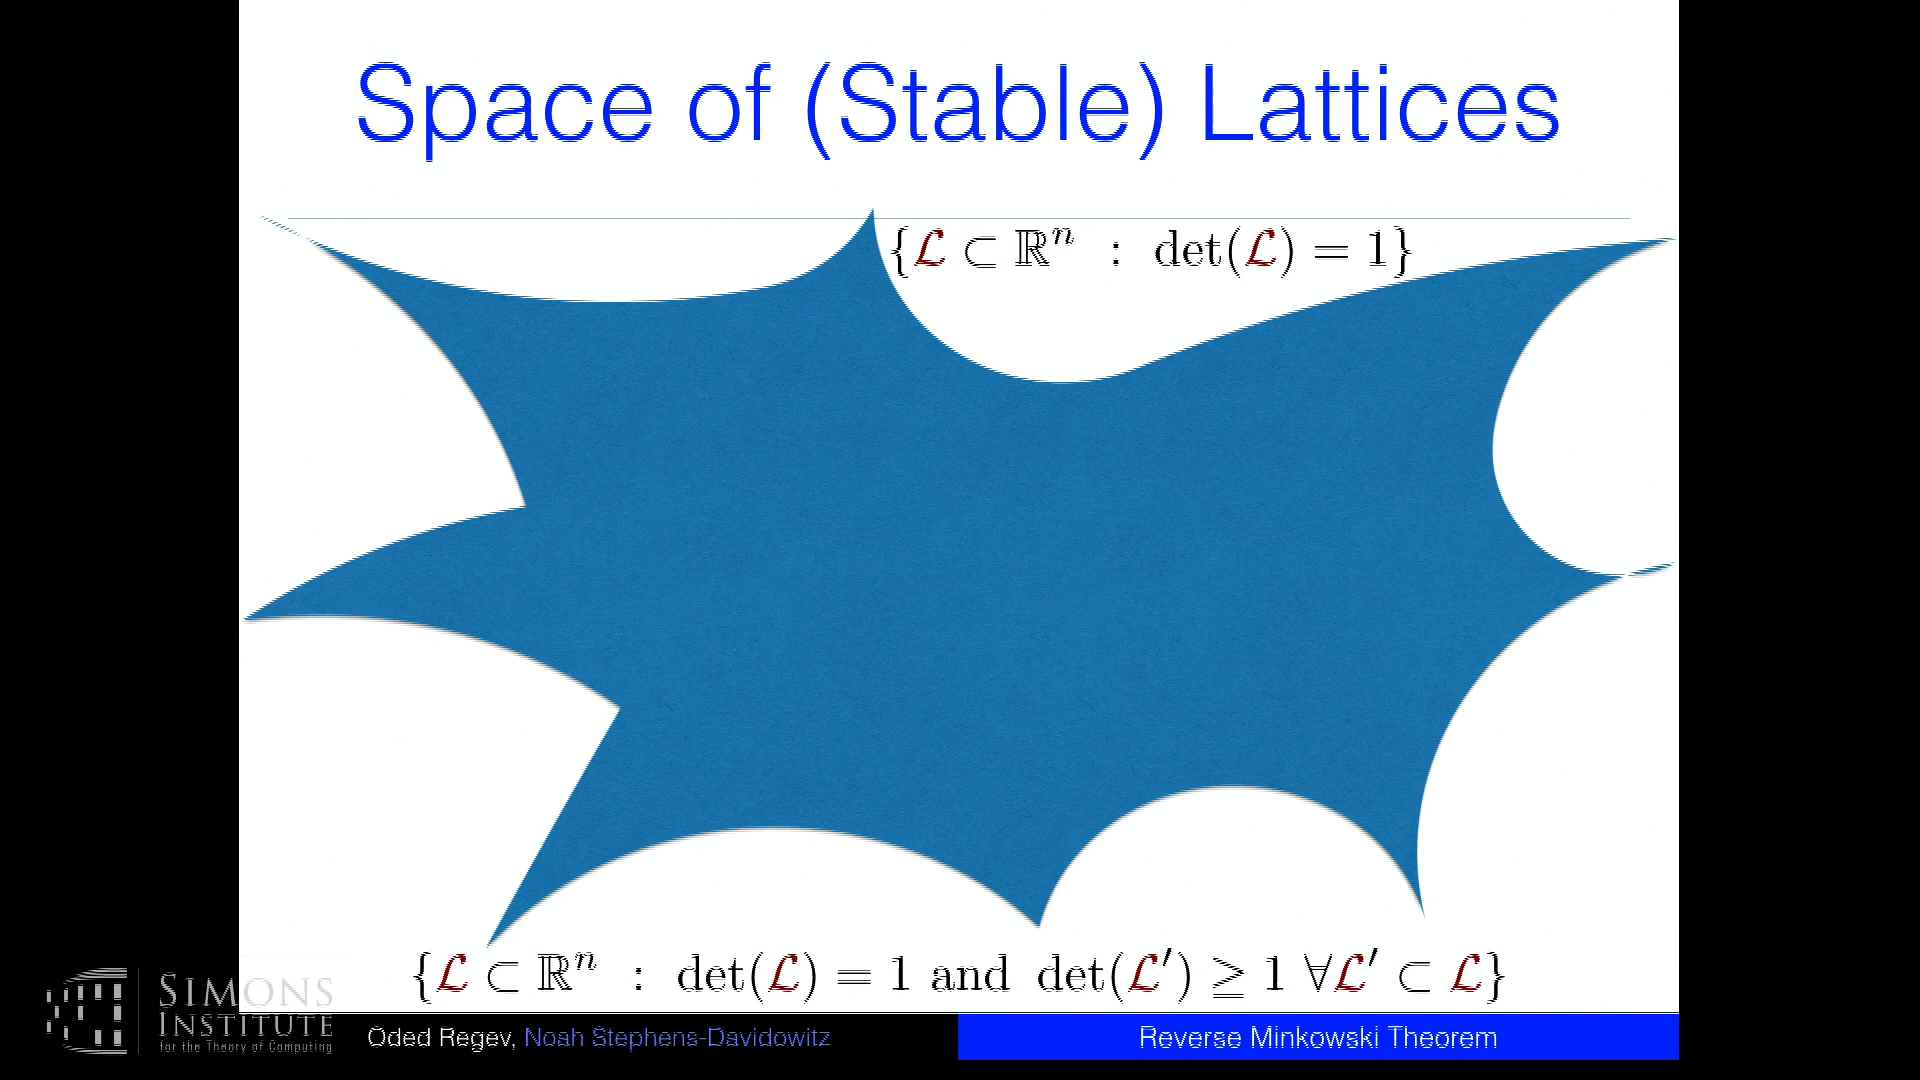 Space of (Stable) Lattices
{ℒ ⊂ ℝⁿ : det(ℒ) = 1}
{ℒ ⊂ ℝⁿ : det(ℒ) = 1 and det(ℒ′) ≥ 1 ∀ℒ′ ⊂ ℒ}
SIMONS
INSTITUTE
for the Theory of Computing
Oded Regev, Noah Stephens-Davidowitz
Reverse Minkowski Theorem